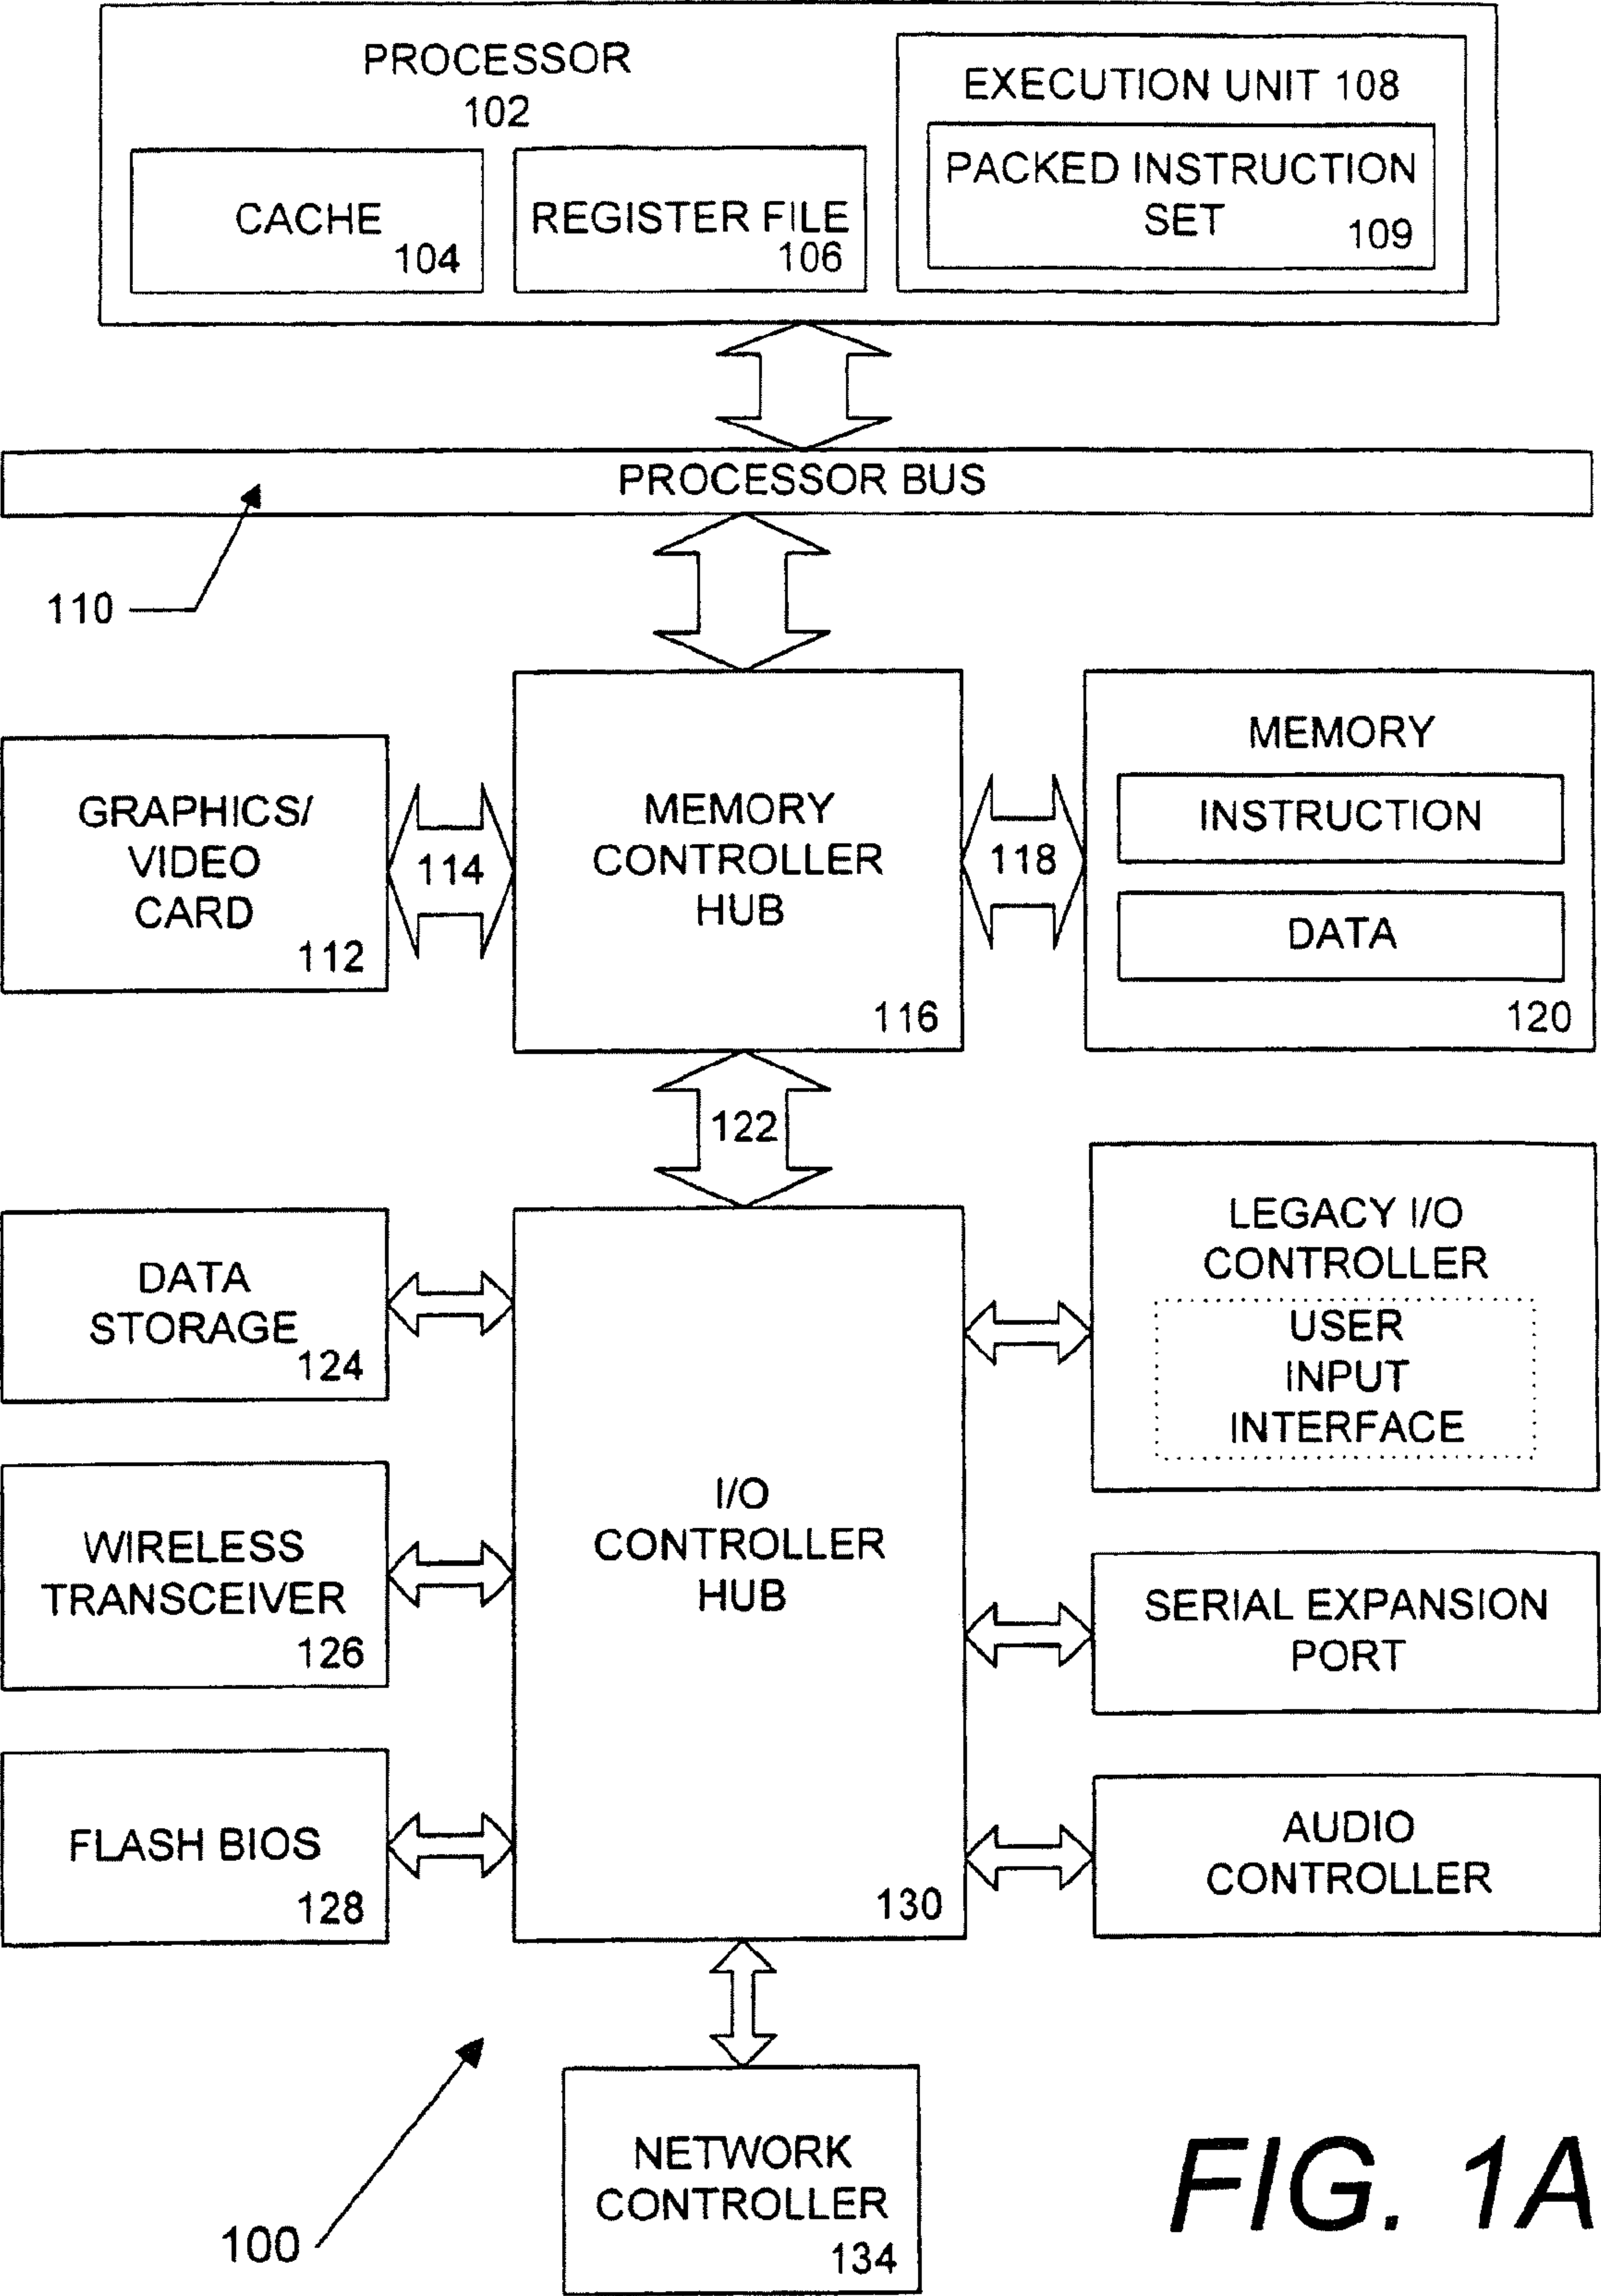 PROCESSOR
102
EXECUTION UNIT 108
PACKED INSTRUCTION
SET
109
CACHE
104
REGISTER FILE
106
PROCESSOR BUS
110
GRAPHICS/
VIDEO
CARD
112
114
MEMORY
CONTROLLER
HUB
116
118
MEMORY
INSTRUCTION
DATA
120
122
DATA
STORAGE
124
WIRELESS
TRANSCEIVER
126
FLASH BIOS
128
I/O
CONTROLLER
HUB
130
LEGACY I/O
CONTROLLER
USER
INPUT
INTERFACE
SERIAL EXPANSION
PORT
AUDIO
CONTROLLER
NETWORK
CONTROLLER
134
100
FIG. 1A